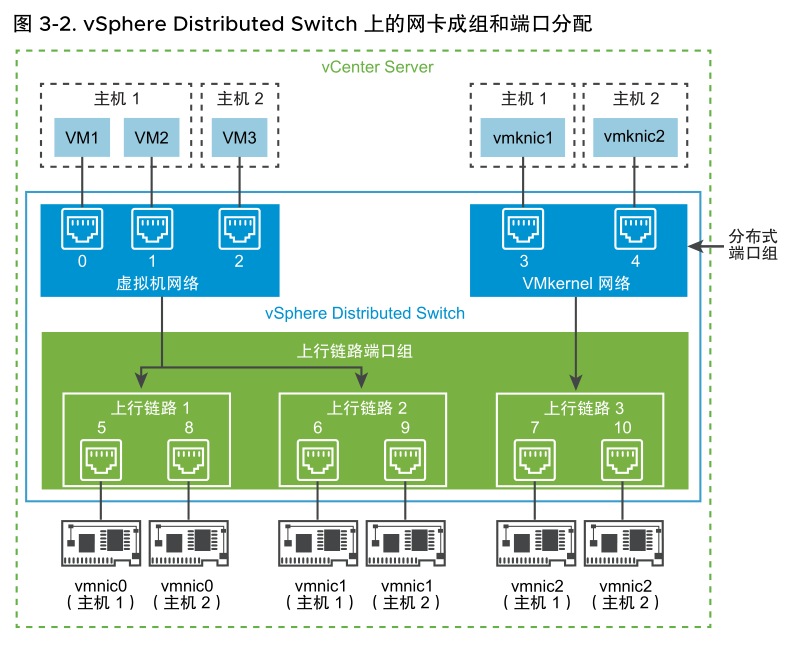 图 3-2. vSphere Distributed Switch 上的网卡成组和端口分配
vCenter Server
主机 1
主机 2
主机 1
主机 2
VM1
VM2
VM3
vmknic1
vmknic2
0
1
2
3
4
分布式
端口组
虚拟机网络
VMkernel 网络
vSphere Distributed Switch
上行链路端口组
上行链路 1
上行链路 2
上行链路 3
5
8
6
9
7
10
vmnic0
(主机 1)
vmnic0
(主机 2)
vmnic1
(主机 1)
vmnic1
(主机 2)
vmnic2
(主机 1)
vmnic2
(主机 2)